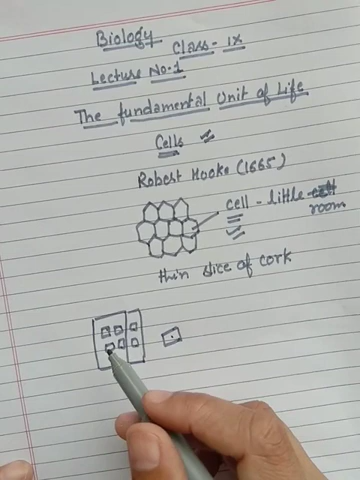 Biology Class- IX
Lecture No.1
The fundamental Unit of Life
Cells
Robert Hooke (1665)
cell - little
room
thin slice of cork